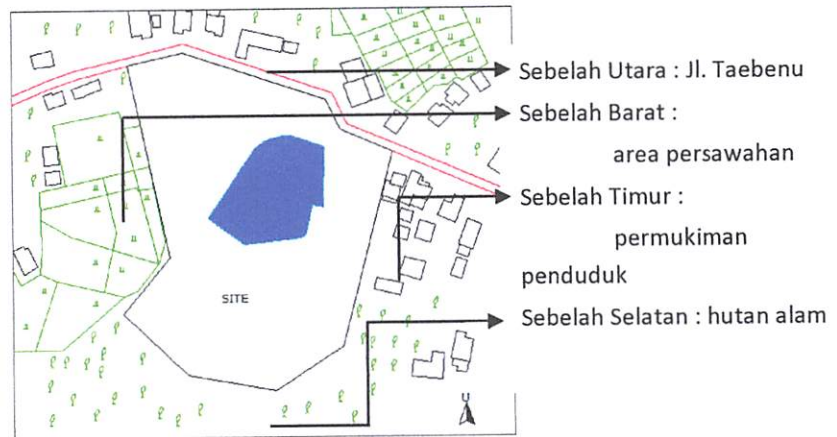 Sebelah Utara : Jl. Taebenu
Sebelah Barat :
area persawahan
Sebelah Timur :
permukiman
penduduk
Sebelah Selatan : hutan alam
SITE
U